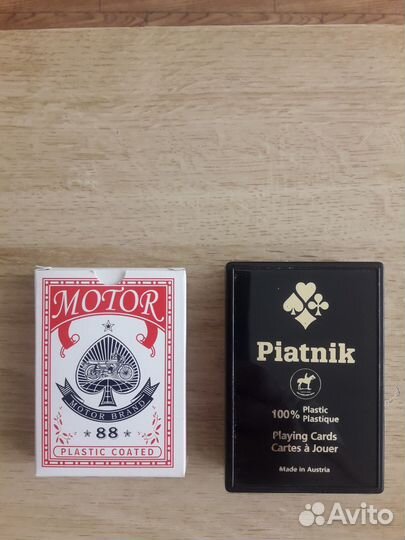 MOTOR
MOTOR BRAND
88
PLASTIC COATED
Piatnik
100% Plastic
Plastique
Playing Cards
Cartes à Jouer
Made in Austria
Avito